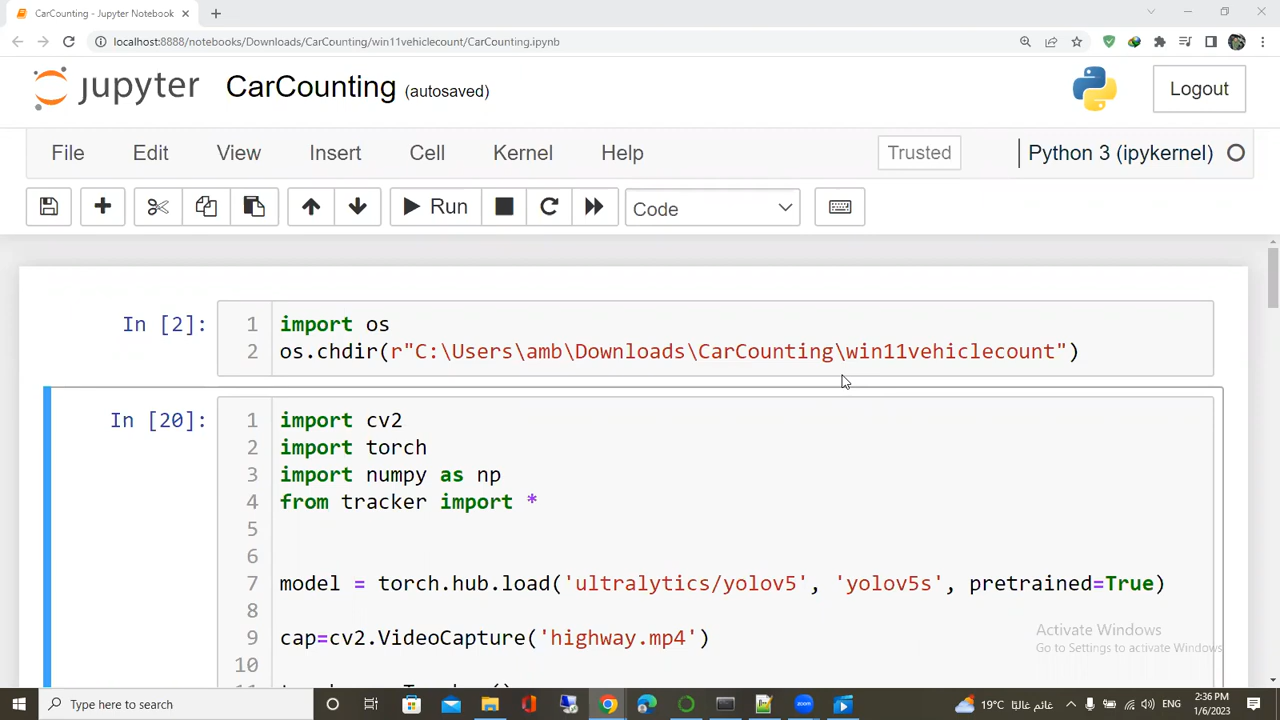 CarCounting - Jupyter Notebook
localhost:8888/notebooks/Downloads/CarCounting/win11vehiclecount/CarCounting.ipynb
jupyter CarCounting (autosaved) Logout
File Edit View Insert Cell Kernel Help Trusted Python 3 (ipykernel)
Run Code
In [2]:
1 import os
2 os.chdir(r"C:\Users\amb\Downloads\CarCounting\win11vehiclecount")
In [20]:
1 import cv2
2 import torch
3 import numpy as np
4 from tracker import *
5
6
7 model = torch.hub.load('ultralytics/yolov5', 'yolov5s', pretrained=True)
8
9 cap=cv2.VideoCapture('highway.mp4')
10
Activate Windows
Go to Settings to activate Windows.
Type here to search
zoom
19°C غائم غالبًا
ENG
2:36 PM
1/6/2023